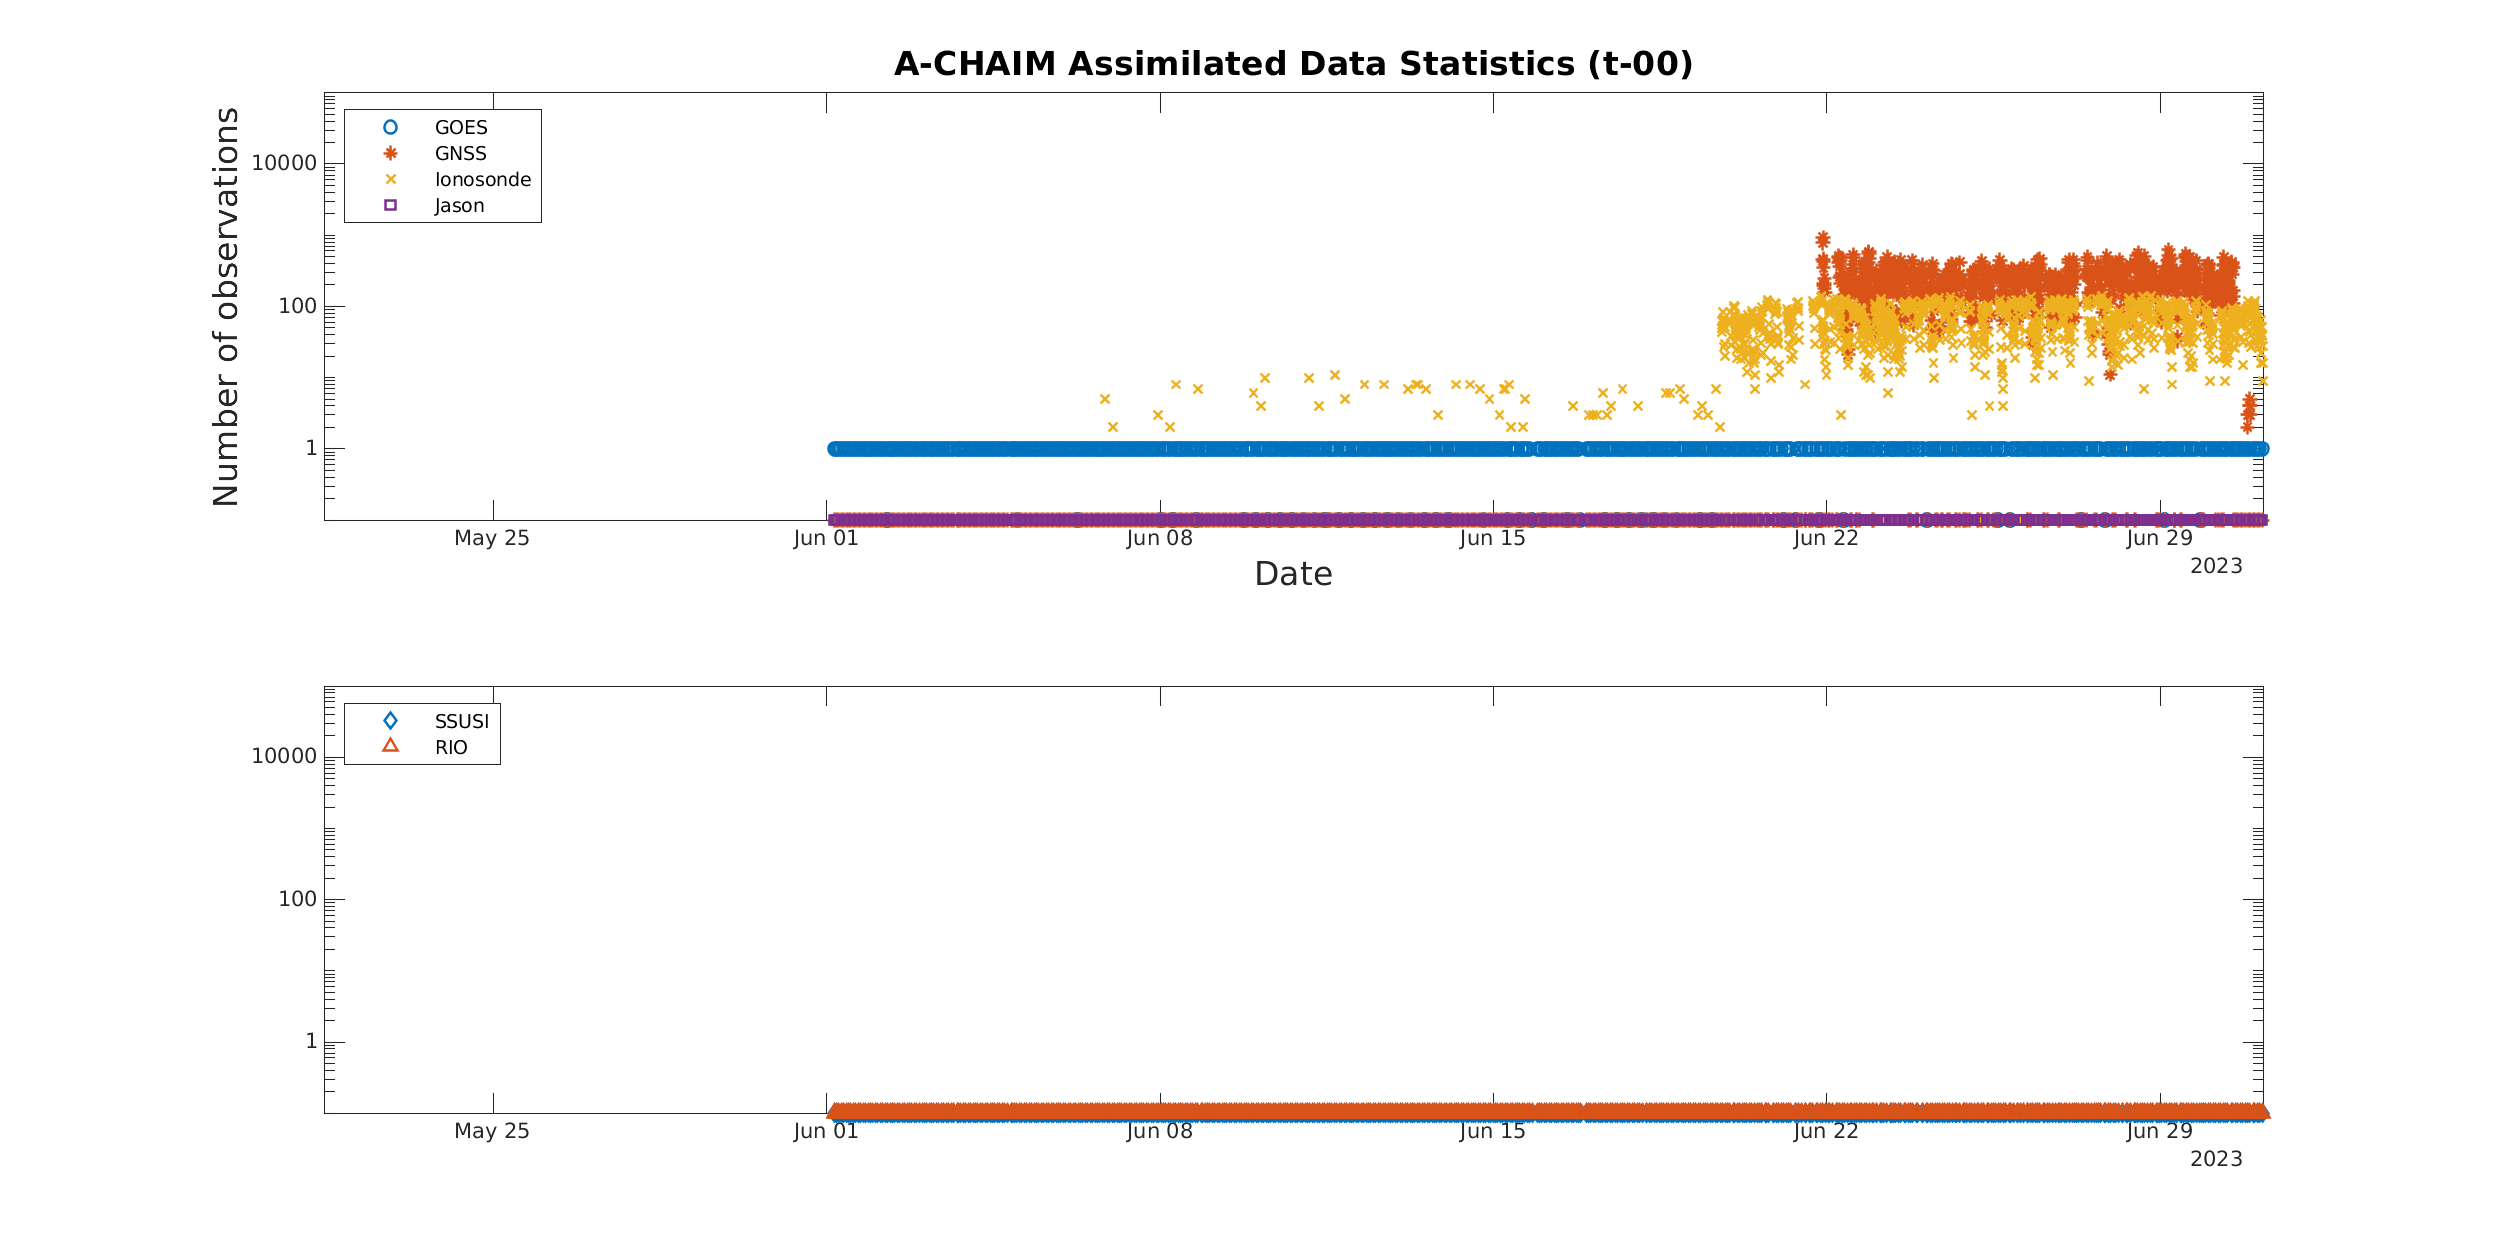 A-CHAIM Assimilated Data Statistics (t-00)
Number of observations
10000
100
1
GOES
GNSS
Ionosonde
Jason
May 25
Jun 01
Jun 08
Jun 15
Jun 22
Jun 29
2023
Date
10000
100
1
SSUSI
RIO
May 25
Jun 01
Jun 08
Jun 15
Jun 22
Jun 29
2023